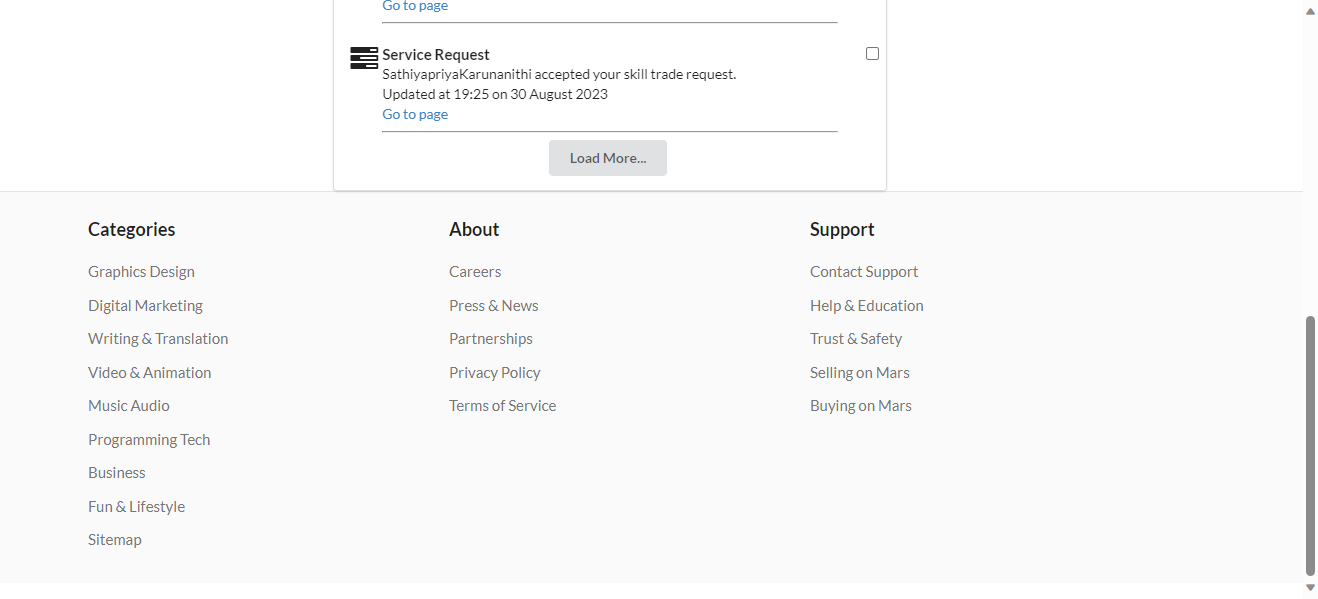 Go to page
Service Request
SathiyapriyaKarunanithi accepted your skill trade request.
Updated at 19:25 on 30 August 2023
Go to page
Load More...
Categories
Graphics Design
Digital Marketing
Writing & Translation
Video & Animation
Music Audio
Programming Tech
Business
Fun & Lifestyle
Sitemap
About
Careers
Press & News
Partnerships
Privacy Policy
Terms of Service
Support
Contact Support
Help & Education
Trust & Safety
Selling on Mars
Buying on Mars